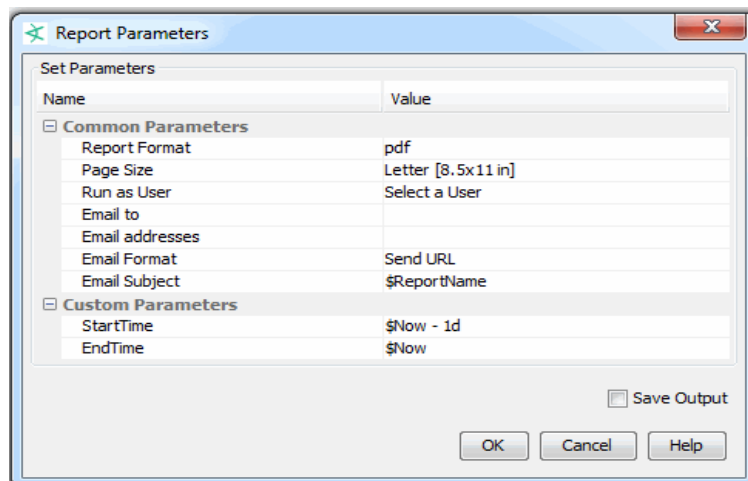 Report Parameters
Set Parameters
Name Value
Common Parameters
Report Format pdf
Page Size Letter [8.5x11 in]
Run as User Select a User
Email to
Email addresses
Email Format Send URL
Email Subject $ReportName
Custom Parameters
StartTime $Now - 1d
EndTime $Now
Save Output
OK Cancel Help